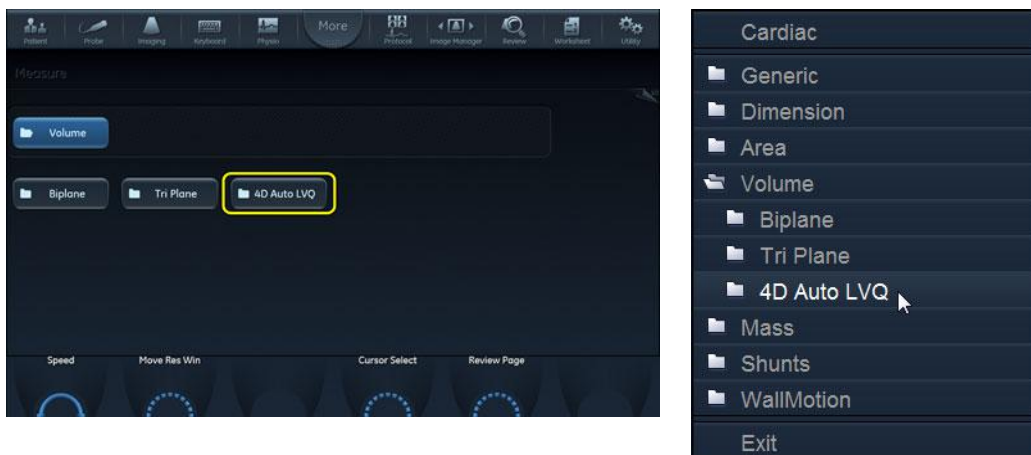 Patient Probe Imaging Keyboard Physio More Protocol Image Manager Review Worksheet Utility
Measure
Volume
Biplane Tri Plane 4D Auto LVQ
Speed Move Res Win Cursor Select Review Page
Cardiac
Generic
Dimension
Area
Volume
Biplane
Tri Plane
4D Auto LVQ
Mass
Shunts
WallMotion
Exit